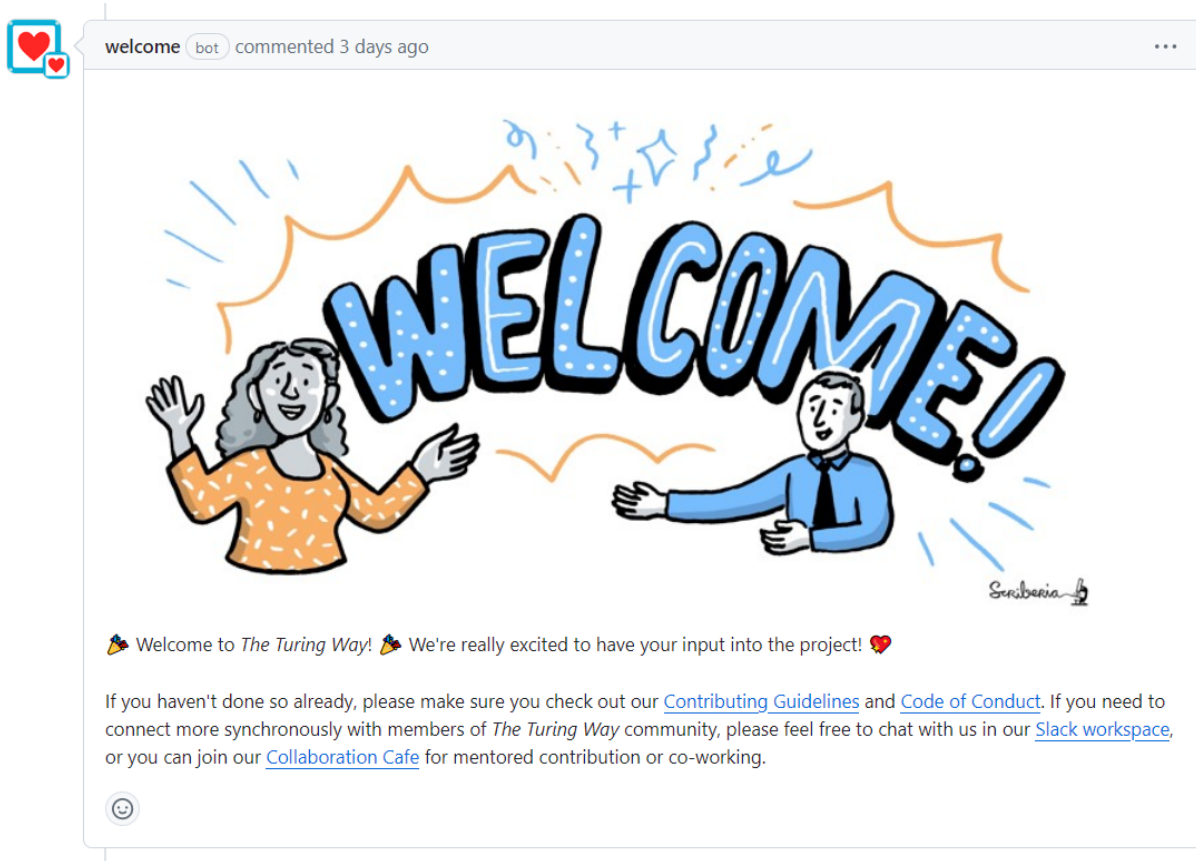 welcome bot commented 3 days ago
WELCOME!
Scriberia
🎉 Welcome to The Turing Way! 🎉 We're really excited to have your input into the project! 💖
If you haven't done so already, please make sure you check out our Contributing Guidelines and Code of Conduct. If you need to
connect more synchronously with members of The Turing Way community, please feel free to chat with us in our Slack workspace,
or you can join our Collaboration Cafe for mentored contribution or co-working.